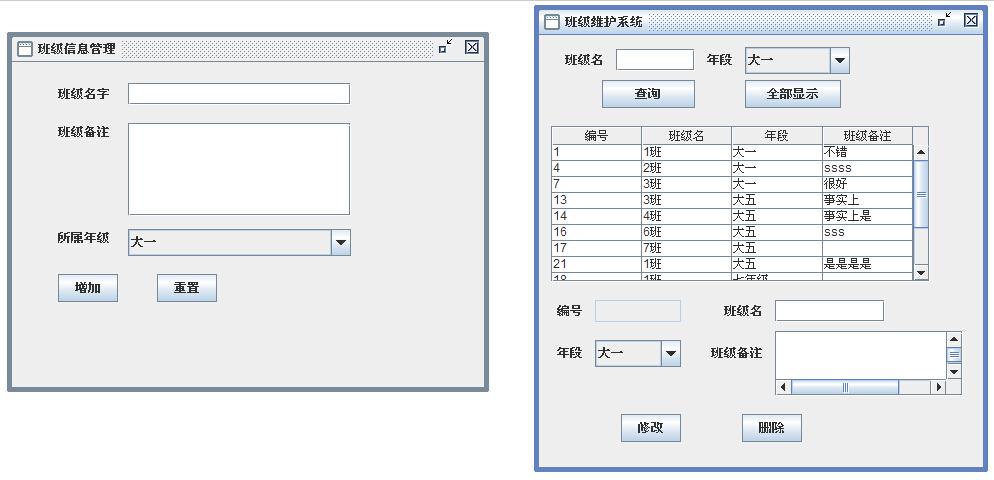 班级信息管理
班级名字
班级备注
所属年级 大一
增加 重置
班级维护系统
班级名 年段 大一
查询 全部显示
编号 班级名 年段 班级备注
1 1班 大一 不错
4 2班 大一 ssss
7 3班 大一 很好
13 3班 大五 事实上
14 4班 大五 事实上是
16 6班 大五 sss
17 7班 大五
21 1班 大五 是是是是
18 1班 七年级
编号 班级名
年段 大一 班级备注
修改 删除